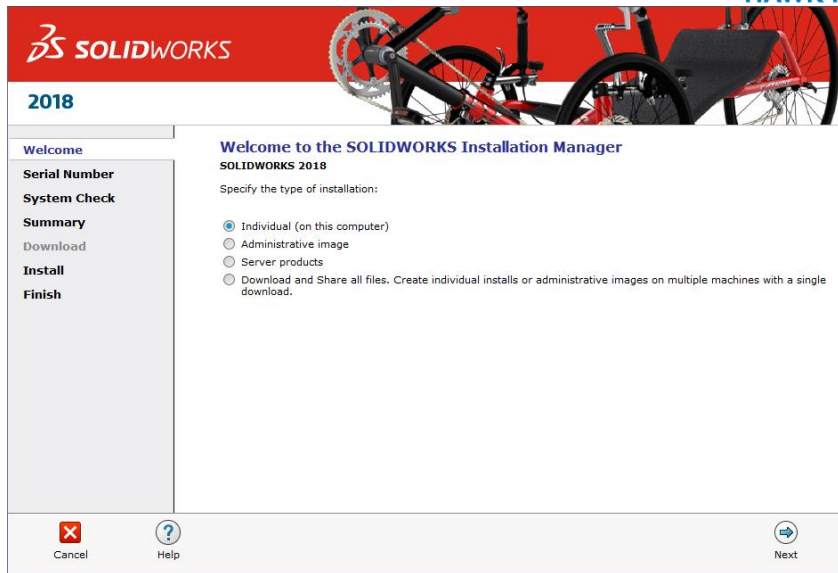 SOLIDWORKS
2018
Welcome
Serial Number
System Check
Summary
Download
Install
Finish
Welcome to the SOLIDWORKS Installation Manager
SOLIDWORKS 2018
Specify the type of installation:
Individual (on this computer)
Administrative image
Server products
Download and Share all files. Create individual installs or administrative images on multiple machines with a single
download.
Cancel
Help
Next